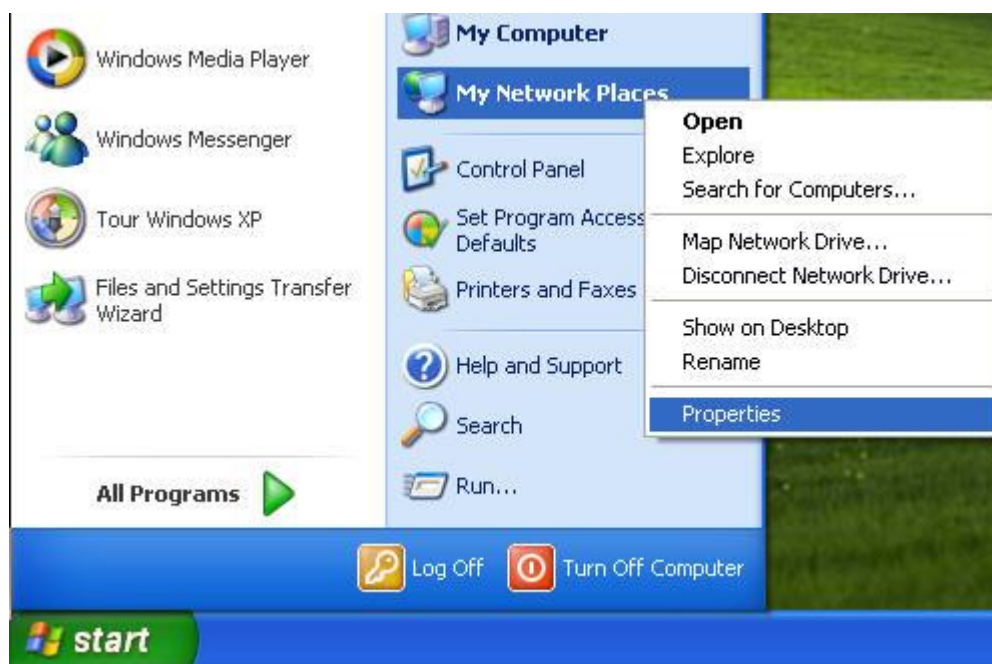 Windows Media Player
Windows Messenger
Tour Windows XP
Files and Settings Transfer
Wizard
All Programs
My Computer
My Network Places
Control Panel
Set Program Access
Defaults
Printers and Faxes
Help and Support
Search
Run...
Open
Explore
Search for Computers...
Map Network Drive...
Disconnect Network Drive...
Show on Desktop
Rename
Properties
Log Off
Turn Off Computer
start